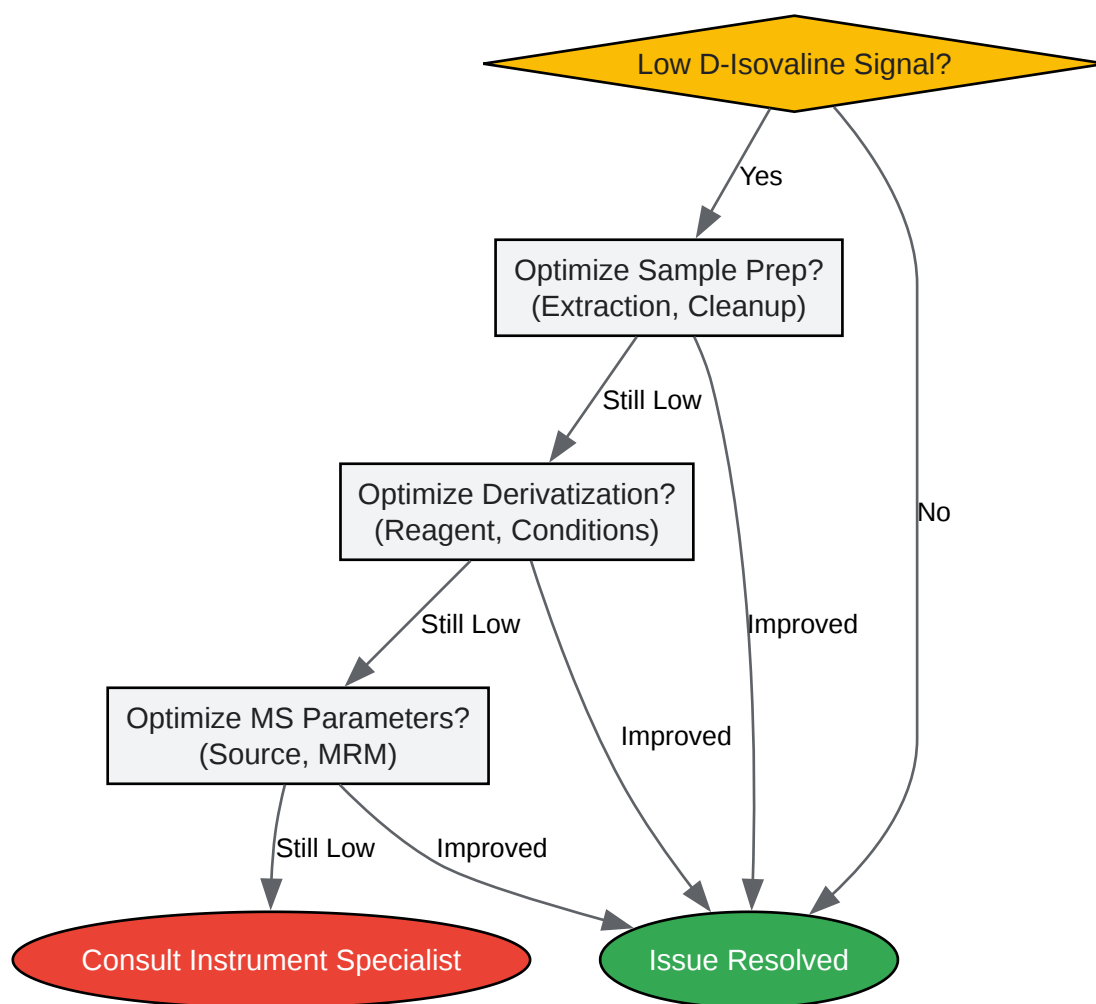 Low D-Isovaline Signal?
Yes
Optimize Sample Prep?
(Extraction, Cleanup)
Still Low
Optimize Derivatization?
(Reagent, Conditions)
No
Still Low
Improved
Optimize MS Parameters?
(Source, MRM)
Improved
Still Low
Improved
Consult Instrument Specialist
Issue Resolved